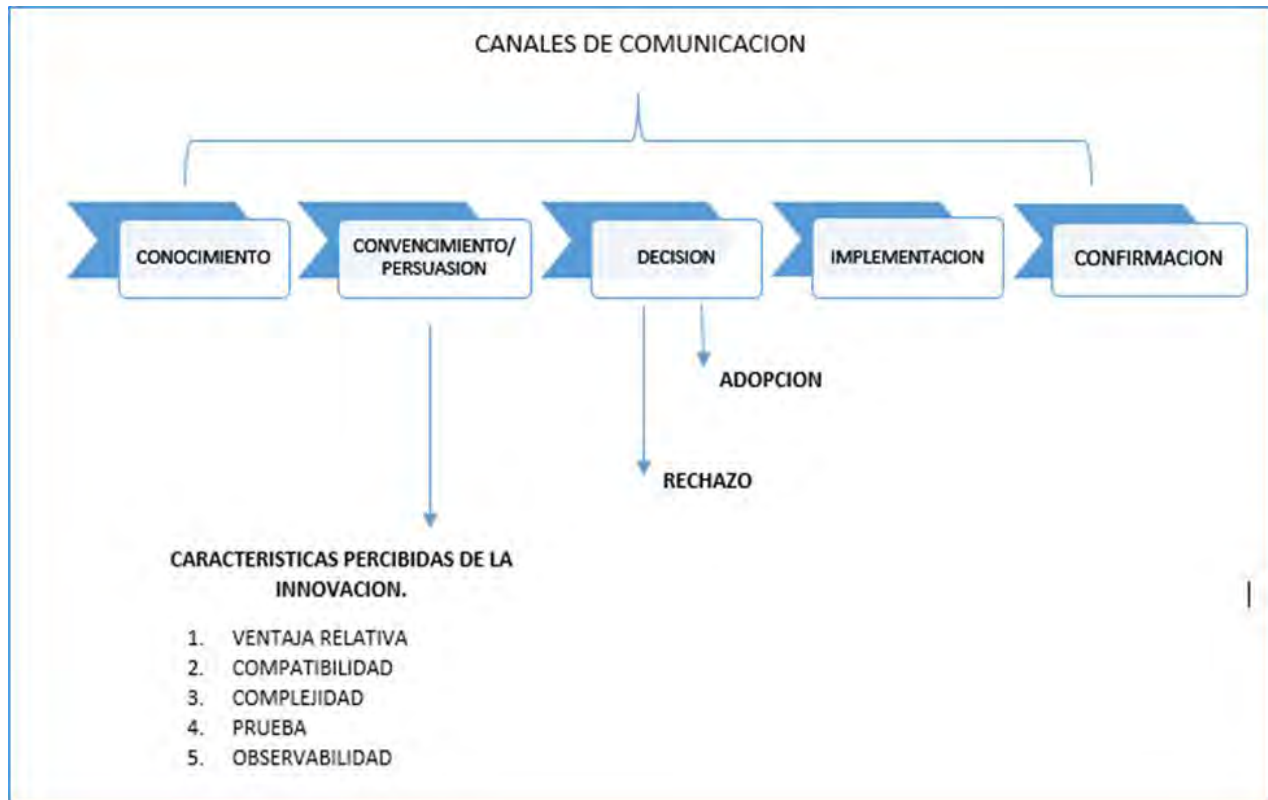 CANALES DE COMUNICACION
CONOCIMIENTO
CONVENCIMIENTO/
PERSUASION
DECISION
IMPLEMENTACION
CONFIRMACION
ADOPCION
RECHAZO
CARACTERISTICAS PERCIBIDAS DE LA
INNOVACION.
1. VENTAJA RELATIVA
2. COMPATIBILIDAD
3. COMPLEJIDAD
4. PRUEBA
5. OBSERVABILIDAD